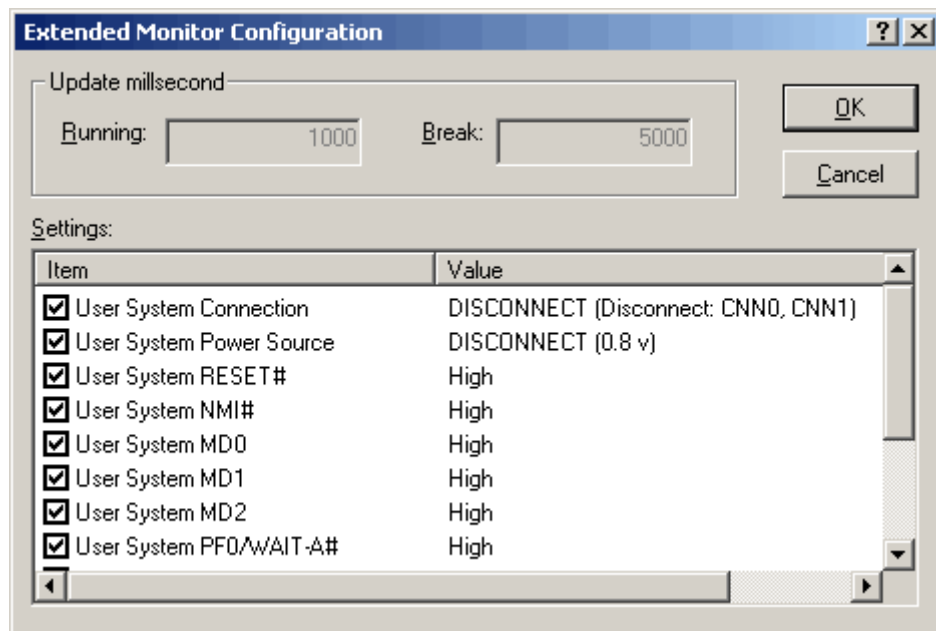 Extended Monitor Configuration
Update millsecond
Running: 1000 Break: 5000
OK
Cancel
Settings:
Item Value
User System Connection DISCONNECT (Disconnect: CNN0, CNN1)
User System Power Source DISCONNECT (0.8 v)
User System RESET# High
User System NMI# High
User System MD0 High
User System MD1 High
User System MD2 High
User System PF0/WAIT-A# High